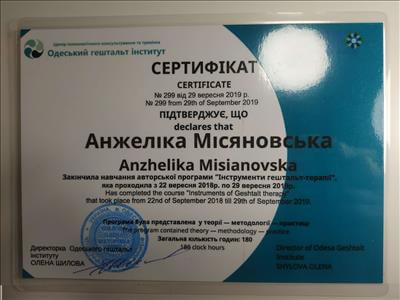 Центр психологічного консультування та тренінга
Одеський гештальт інститут
СЕРТИФІКАТ
CERTIFICATE
№ 299 від 29 вересня 2019 р.
№ 299 from 29th of September 2019
ПІДТВЕРДЖУЄ, ЩО
declares that
Анжеліка Місяновська
Anzhelika Misianovska
Закінчила навчання авторської програми "Інструменти гештальт-терапії".
яка проходила з 22 вересня 2018р. по 29 вересня 2019р.
Has completed the course "Instruments of Geshtalt therapy".
that took place from 22nd of September 2018 till 29th of September 2019.
Програма була представлена у теорії — методології — практиці
The program contained theory — methodology — practice
Загальна кількість годин: 180
180 clock hours
Директорка Одеського гештальт
інституту
ОЛЕНА ШИЛОВА
Director of Odesa Geshtalt
Institute
SHYLOVA OLENA